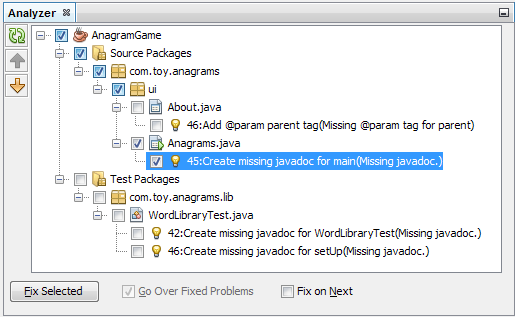 Analyzer
AnagramGame
Source Packages
com.toy.anagrams
ui
About.java
46:Add @param parent tag(Missing @param tag for parent)
Anagrams.java
45:Create missing javadoc for main(Missing javadoc.)
Test Packages
com.toy.anagrams.lib
WordLibraryTest.java
42:Create missing javadoc for WordLibraryTest(Missing javadoc.)
46:Create missing javadoc for setUp(Missing javadoc.)
Fix Selected Go Over Fixed Problems Fix on Next